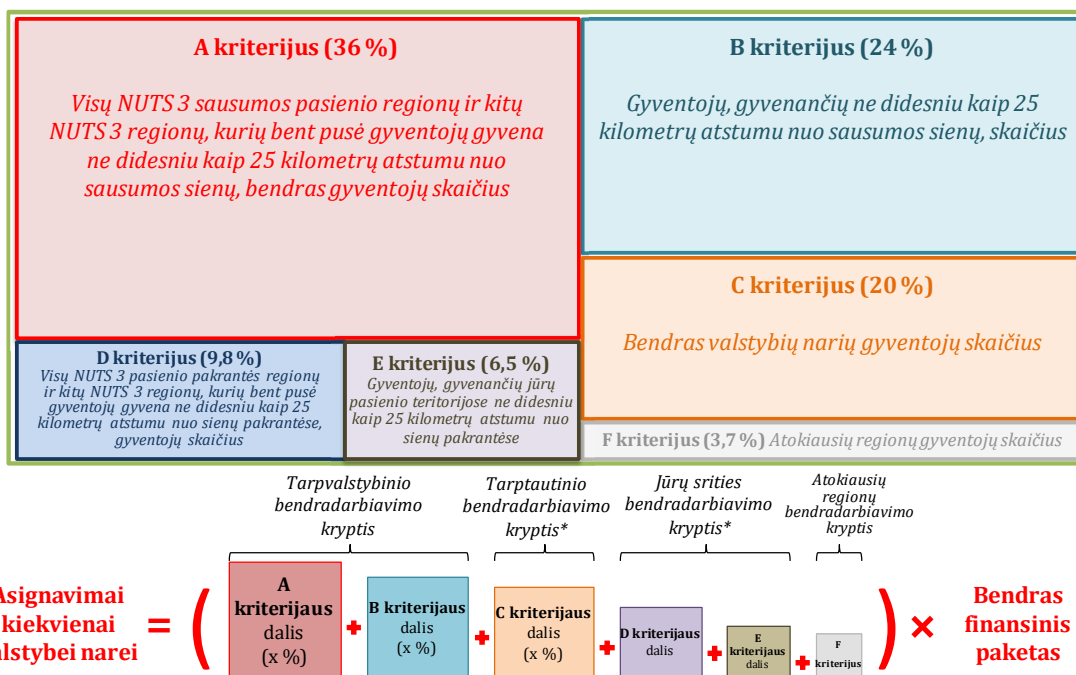 A kriterijus (36 %)
Visų NUTS 3 sausumos pasienio regionų ir kitų
NUTS 3 regionų, kurių bent pusė gyventojų gyvena
ne didesniu kaip 25 kilometrų atstumu nuo
sausumos sienų, bendras gyventojų skaičius
B kriterijus (24 %)
Gyventojų, gyvenančių ne didesniu kaip 25
kilometrų atstumu nuo sausumos sienų, skaičius
C kriterijus (20 %)
Bendras valstybių narių gyventojų skaičius
D kriterijus (9,8 %)
Visų NUTS 3 pasienio pakrantės regionų
ir kitų NUTS 3 regionų, kurių bent pusė
gyventojų gyvena ne didesniu kaip 25
kilometrų atstumu nuo sienų pakrantėse,
gyventojų skaičius
E kriterijus (6,5 %)
Gyventojų, gyvenančių jūrų
pasienio teritorijose ne didesniu
kaip 25 kilometrų atstumu nuo
sienų pakrantėse
F kriterijus (3,7 %) Atokiausių regionų gyventojų skaičius
Tarpvalstybinio
bendradarbiavimo
kryptis
Tarptautinio
bendradarbiavimo
kryptis*
Jūrų srities
bendradarbiavimo
kryptis*
Atokiausių
regionų
bendradarbiavimo
kryptis
Asignavimai
kiekvienai
alstybei narei
=
(
A
kriterijaus
dalis
(x %)
+
B kriterijaus
dalis
(x %)
+
C kriterijaus
dalis
(x %)
+
D kriterijaus
dalis
+
E
kriterijaus
dalis
+
F
kriterijus
)
×
Bendras
finansinis
paketas